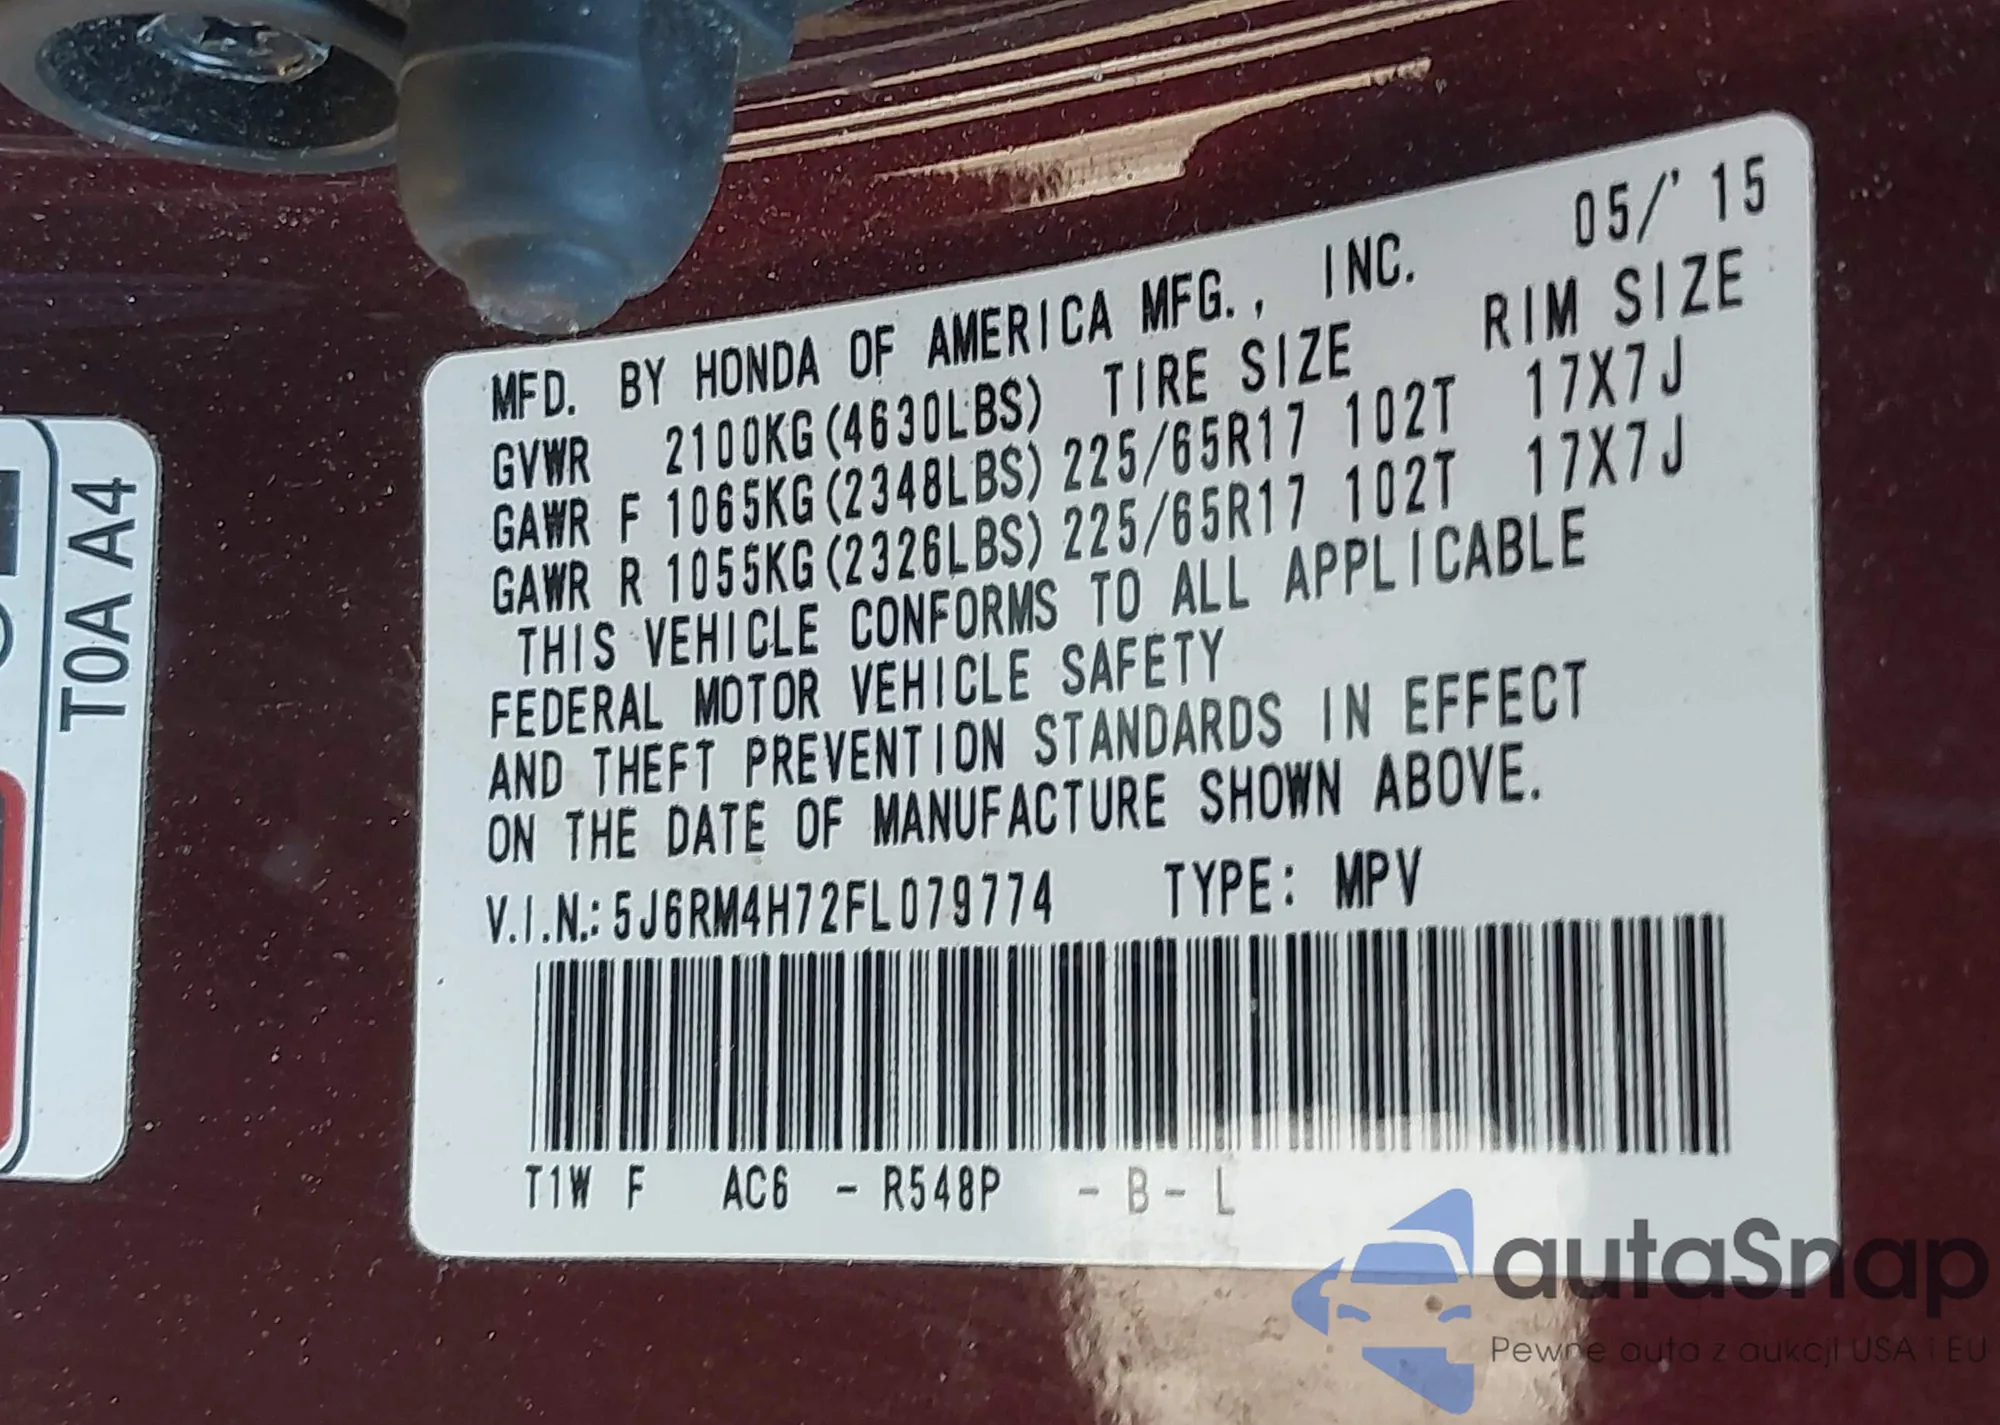 MFD. BY HONDA OF AMERICA MFG., INC. 05/'15
GVWR 2100KG(4630LBS) TIRE SIZE RIM SIZE
GAWR F 1065KG(2348LBS) 225/65R17 102T 17X7J
GAWR R 1055KG(2326LBS) 225/65R17 102T 17X7J
THIS VEHICLE CONFORMS TO ALL APPLICABLE
FEDERAL MOTOR VEHICLE SAFETY
AND THEFT PREVENTION STANDARDS IN EFFECT
ON THE DATE OF MANUFACTURE SHOWN ABOVE.
V.I.N.: 5J6RM4H72FL079774 TYPE: MPV
T1W F AC6 - R548P - B - L
T0A A4
autaSnap
Pewne auta z aukcji USA i EU